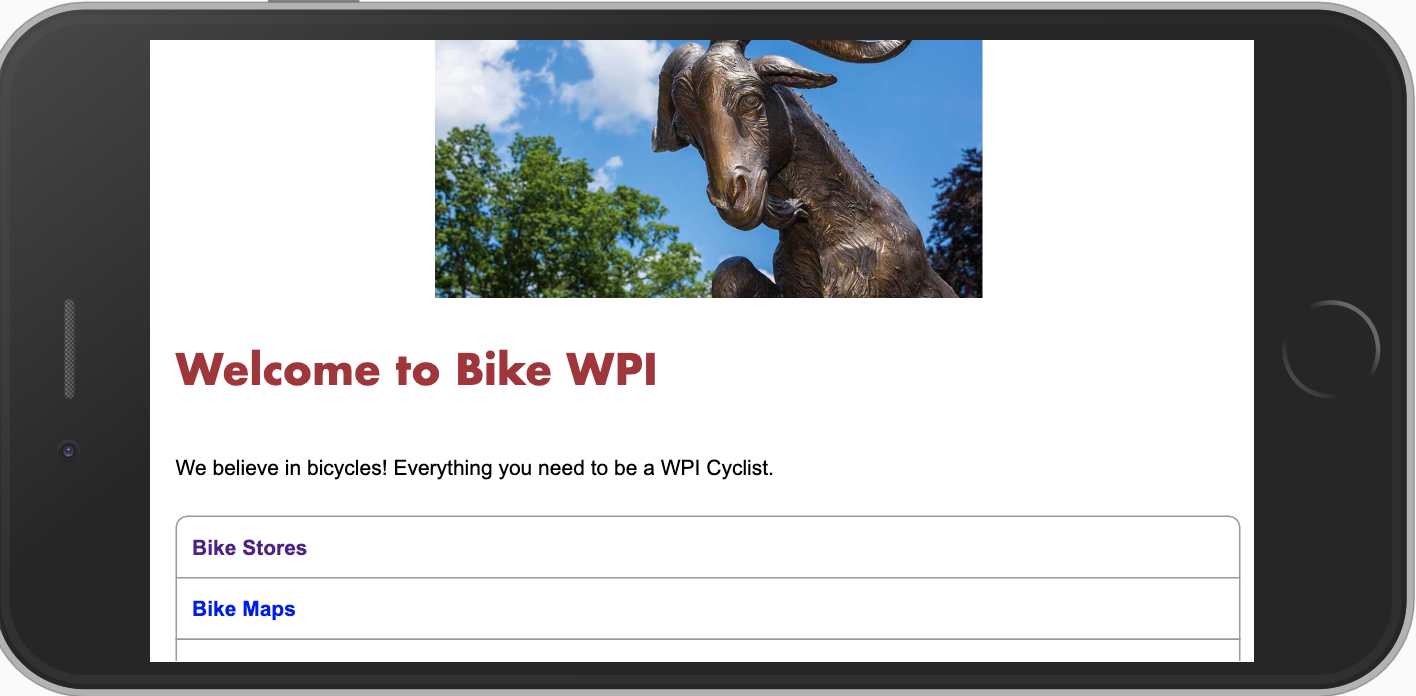 Welcome to Bike WPI
We believe in bicycles! Everything you need to be a WPI Cyclist.
Bike Stores
Bike Maps